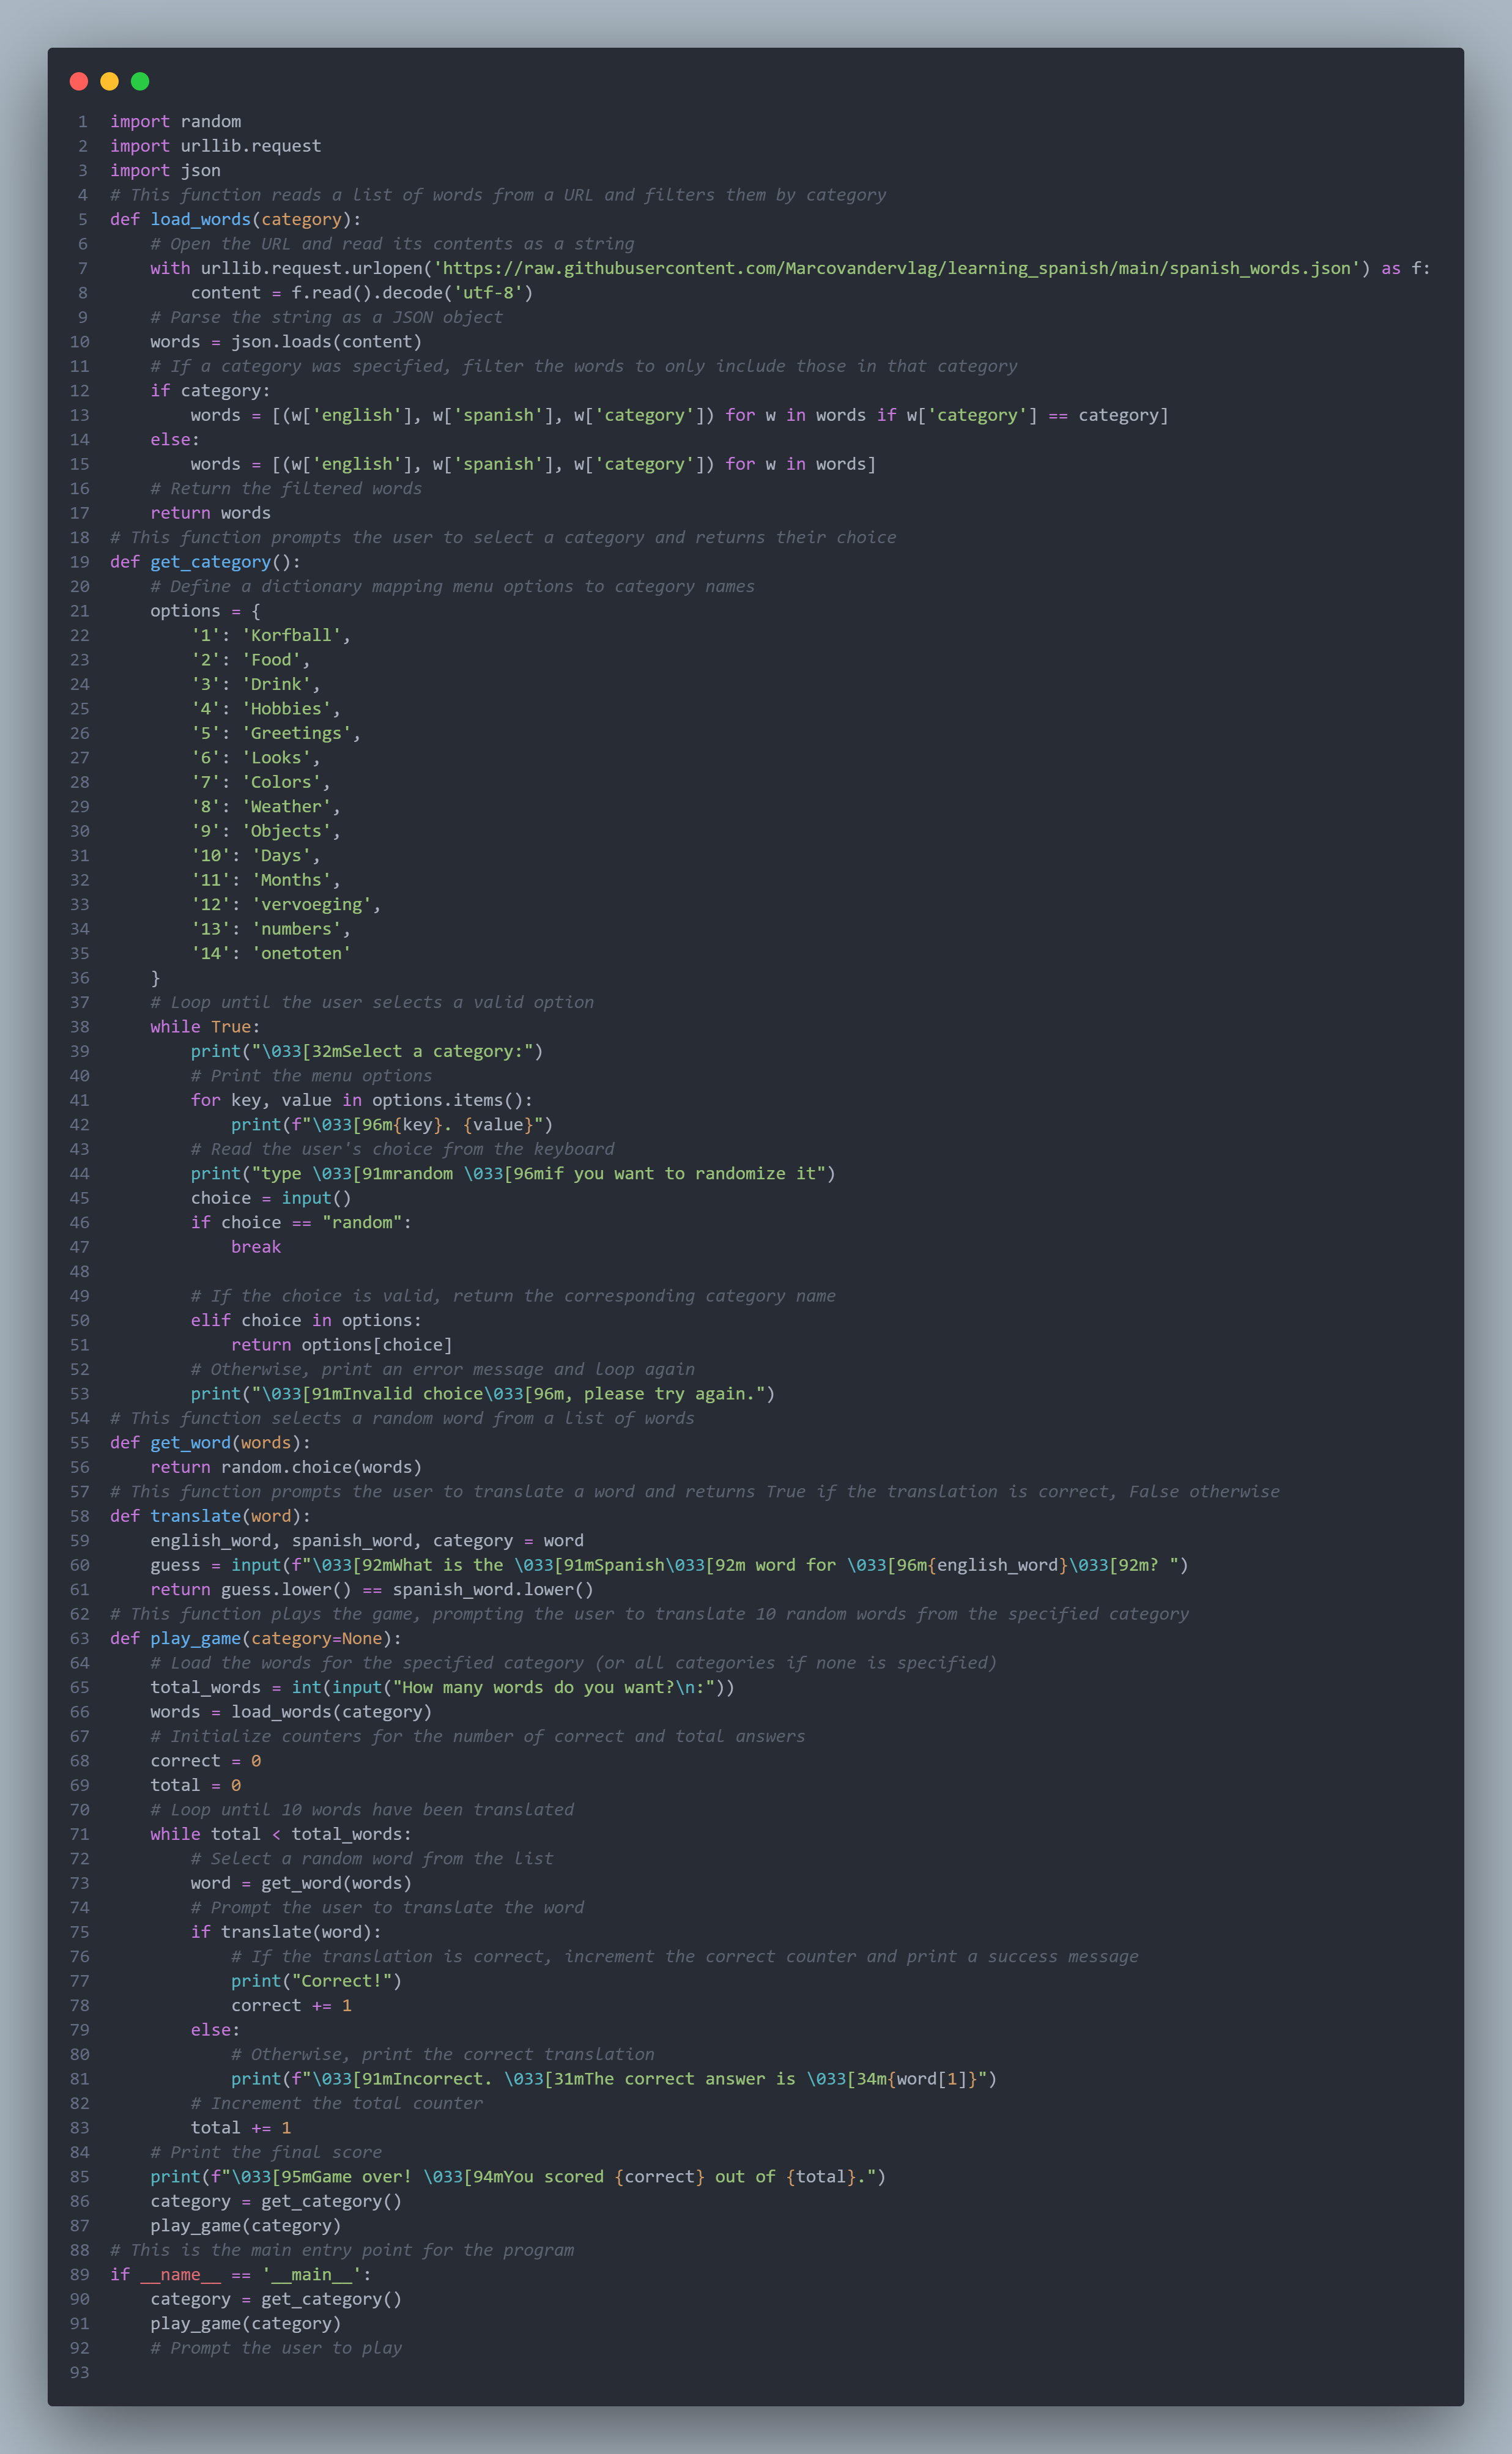 1 import random
2 import urllib.request
3 import json
4 # This function reads a list of words from a URL and filters them by category
5 def load_words(category):
6     # Open the URL and read its contents as a string
7     with urllib.request.urlopen('https://raw.githubusercontent.com/Marcovandervlag/learning_spanish/main/spanish_words.json') as f:
8         content = f.read().decode('utf-8')
9     # Parse the string as a JSON object
10     words = json.loads(content)
11     # If a category was specified, filter the words to only include those in that category
12     if category:
13         words = [(w['english'], w['spanish'], w['category']) for w in words if w['category'] == category]
14     else:
15         words = [(w['english'], w['spanish'], w['category']) for w in words]
16     # Return the filtered words
17     return words
18 # This function prompts the user to select a category and returns their choice
19 def get_category():
20     # Define a dictionary mapping menu options to category names
21     options = {
22         '1': 'Korfball',
23         '2': 'Food',
24         '3': 'Drink',
25         '4': 'Hobbies',
26         '5': 'Greetings',
27         '6': 'Looks',
28         '7': 'Colors',
29         '8': 'Weather',
30         '9': 'Objects',
31         '10': 'Days',
32         '11': 'Months',
33         '12': 'vervoeging',
34         '13': 'numbers',
35         '14': 'onetoten'
36     }
37     # Loop until the user selects a valid option
38     while True:
39         print("\033[32mSelect a category:")
40         # Print the menu options
41         for key, value in options.items():
42             print(f"\033[96m{key}. {value}")
43         # Read the user's choice from the keyboard
44         print("type \033[91mrandom \033[96mif you want to randomize it")
45         choice = input()
46         if choice == "random":
47             break
48
49         # If the choice is valid, return the corresponding category name
50         elif choice in options:
51             return options[choice]
52         # Otherwise, print an error message and loop again
53         print("\033[91mInvalid choice\033[96m, please try again.")
54 # This function selects a random word from a list of words
55 def get_word(words):
56     return random.choice(words)
57 # This function prompts the user to translate a word and returns True if the translation is correct, False otherwise
58 def translate(word):
59     english_word, spanish_word, category = word
60     guess = input(f"\033[92mWhat is the \033[91mSpanish\033[92m word for \033[96m{english_word}\033[92m? ")
61     return guess.lower() == spanish_word.lower()
62 # This function plays the game, prompting the user to translate 10 random words from the specified category
63 def play_game(category=None):
64     # Load the words for the specified category (or all categories if none is specified)
65     total_words = int(input("How many words do you want?\n:"))
66     words = load_words(category)
67     # Initialize counters for the number of correct and total answers
68     correct = 0
69     total = 0
70     # Loop until 10 words have been translated
71     while total < total_words:
72         # Select a random word from the list
73         word = get_word(words)
74         # Prompt the user to translate the word
75         if translate(word):
76             # If the translation is correct, increment the correct counter and print a success message
77             print("Correct!")
78             correct += 1
79         else:
80             # Otherwise, print the correct translation
81             print(f"\033[91mIncorrect. \033[31mThe correct answer is \033[34m{word[1]}")
82         # Increment the total counter
83         total += 1
84     # Print the final score
85     print(f"\033[95mGame over! \033[94mYou scored {correct} out of {total}.")
86     category = get_category()
87     play_game(category)
88 # This is the main entry point for the program
89 if __name__ == '__main__':
90     category = get_category()
91     play_game(category)
92     # Prompt the user to play
93